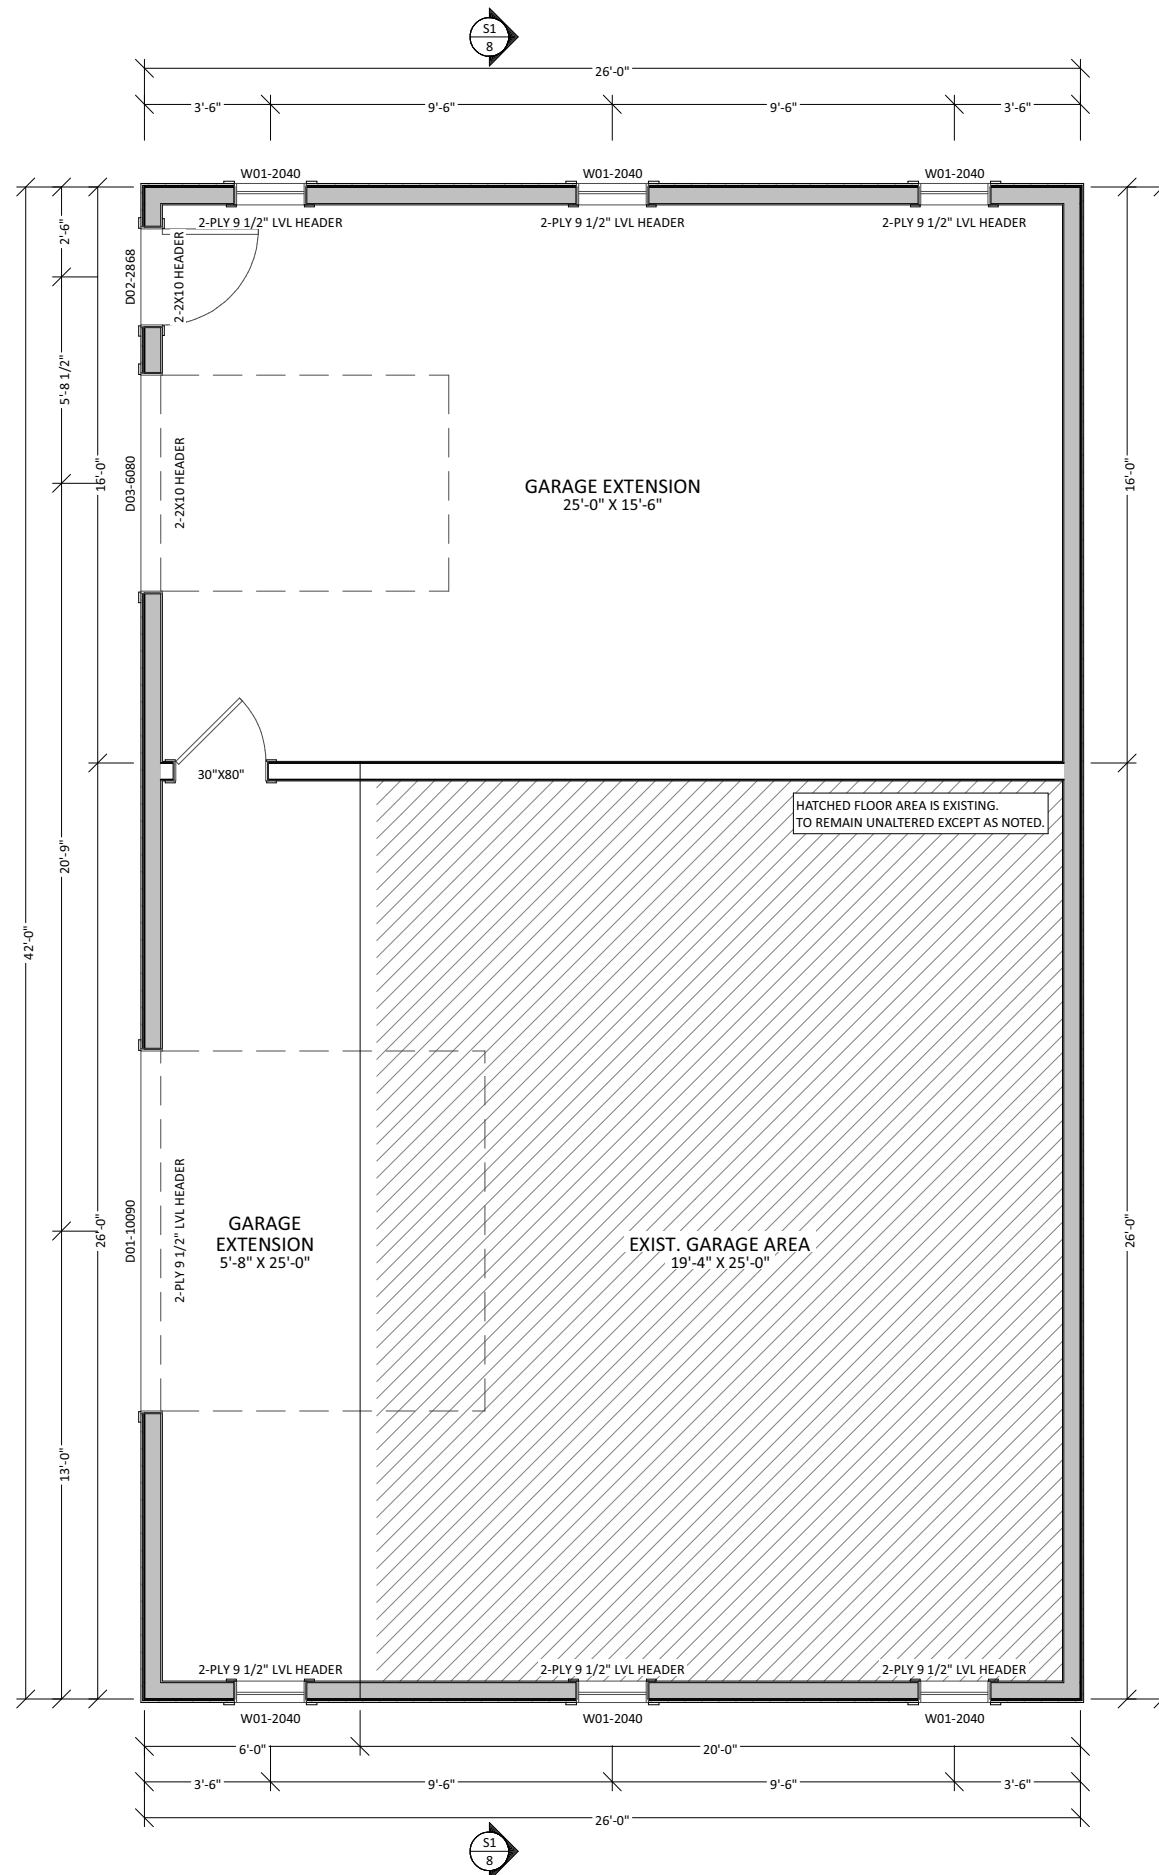 S1
8
26'-0"
3'-6"
9'-6"
9'-6"
3'-6"
W01-2040
W01-2040
W01-2040
2-PLY 9 1/2" LVL HEADER
2-PLY 9 1/2" LVL HEADER
2-PLY 9 1/2" LVL HEADER
2'-6"
D02-2868
2-2X10 HEADER
5'-8 1/2"
16'-0"
D03-6080
2-2X10 HEADER
GARAGE EXTENSION
25'-0" X 15'-6"
16'-0"
30"X80"
HATCHED FLOOR AREA IS EXISTING.
TO REMAIN UNALTERED EXCEPT AS NOTED.
20'-9"
42'-0"
26'-0"
D01-10090
2-PLY 9 1/2" LVL HEADER
GARAGE
EXTENSION
5'-8" X 25'-0"
EXIST. GARAGE AREA
19'-4" X 25'-0"
26'-0"
13'-0"
2-PLY 9 1/2" LVL HEADER
2-PLY 9 1/2" LVL HEADER
2-PLY 9 1/2" LVL HEADER
W01-2040
W01-2040
W01-2040
6'-0"
20'-0"
3'-6"
9'-6"
9'-6"
3'-6"
26'-0"
S1
8